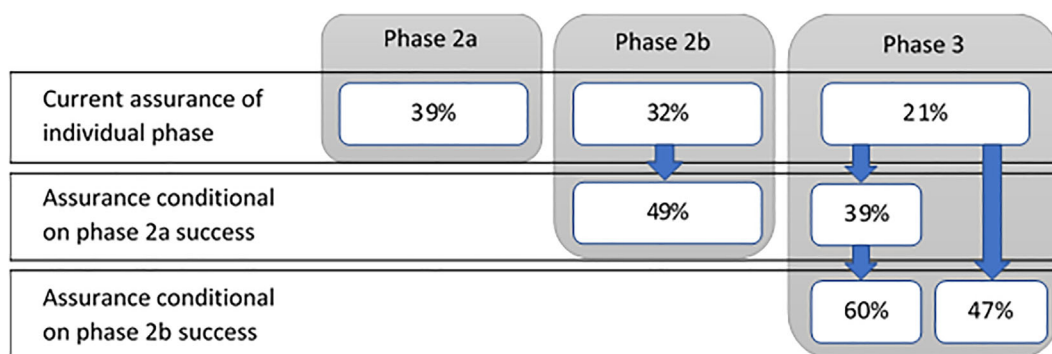 Phase 2a
Phase 2b
Phase 3
Current assurance of
individual phase
39%
32%
21%
Assurance conditional
on phase 2a success
49%
39%
Assurance conditional
on phase 2b success
60%
47%